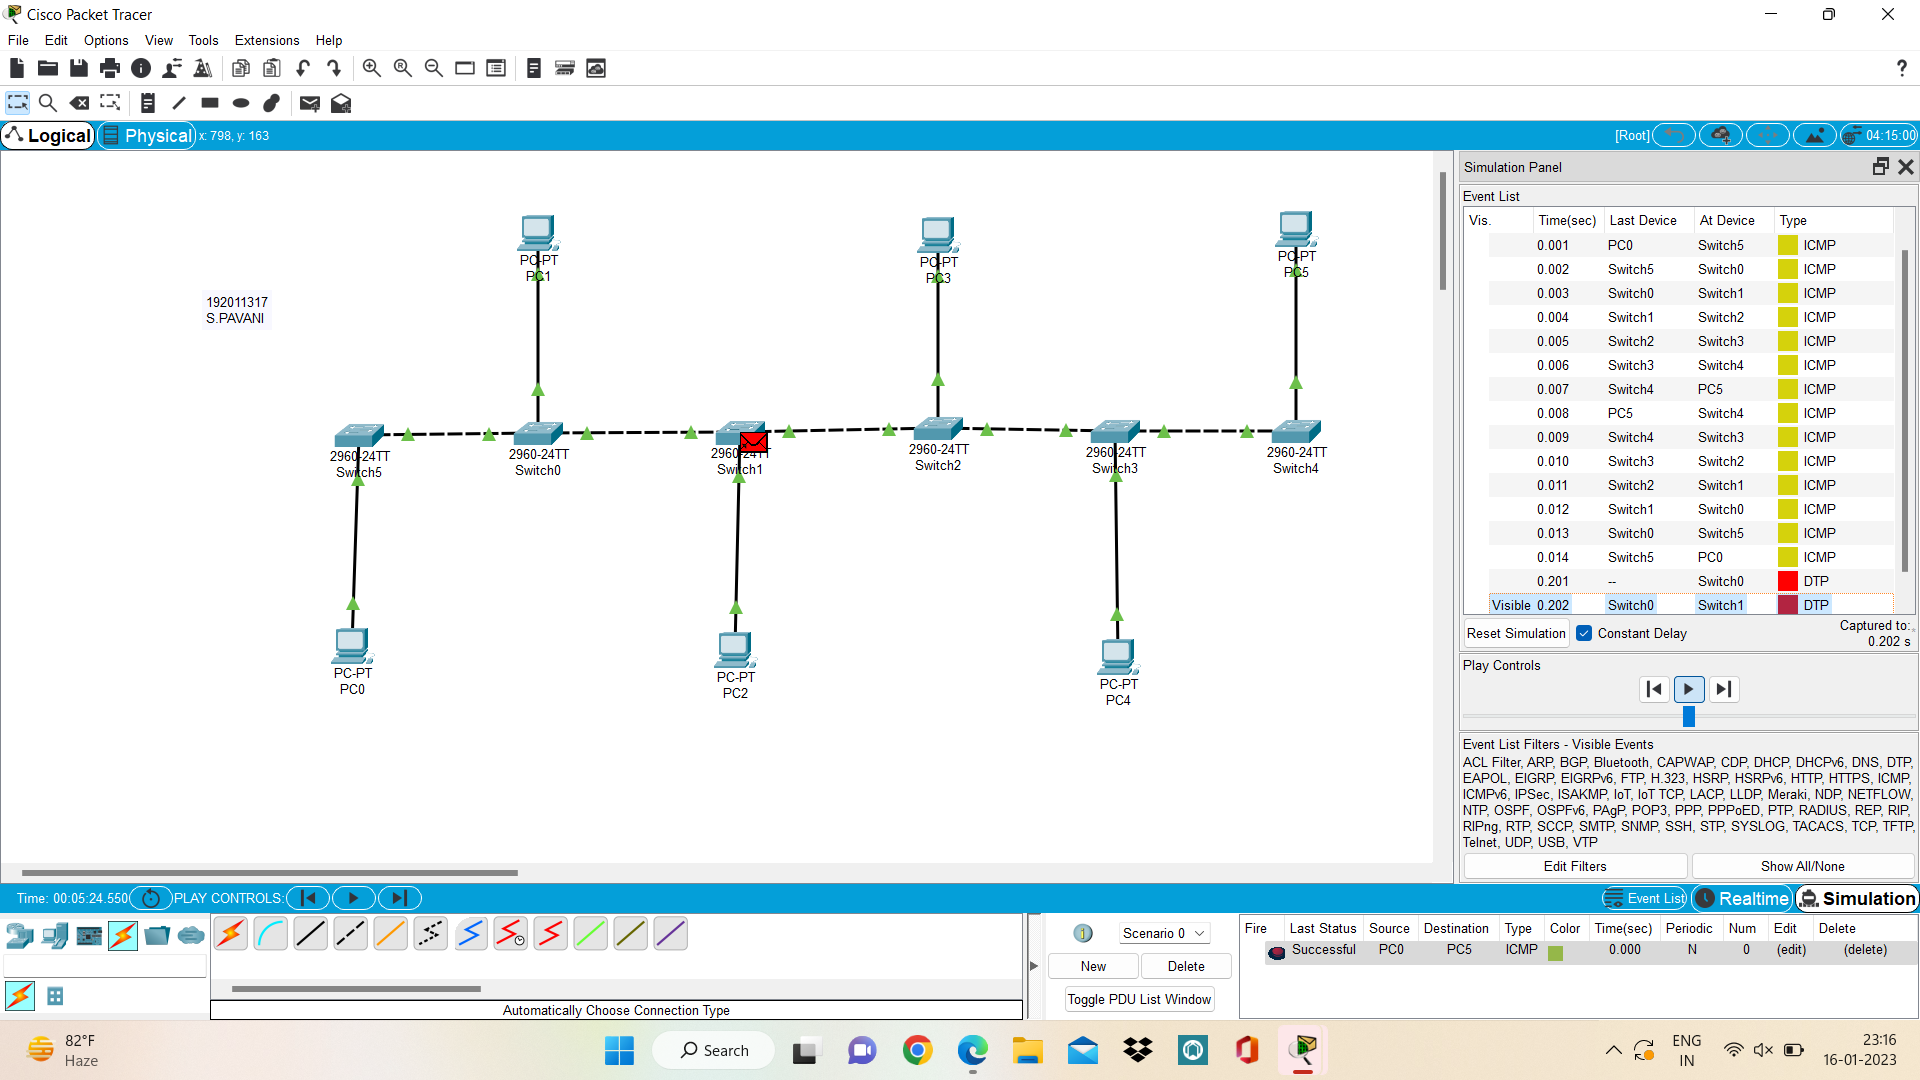 Cisco Packet Tracer
File Edit Options View Tools Extensions Help
?
Logical Physical x: 798, y: 163 [Root] 04:15:00
PC-PT
PC1
PC-PT
PC3
PC-PT
PC5
192011317
S.PAVANI
2960-24TT
Switch5
2960-24TT
Switch0
2960-24TT
Switch1
2960-24TT
Switch2
2960-24TT
Switch3
2960-24TT
Switch4
PC-PT
PC0
PC-PT
PC2
PC-PT
PC4
Simulation Panel
Event List
Vis. Time(sec) Last Device At Device Type
0.001 PC0 Switch5 ICMP
0.002 Switch5 Switch0 ICMP
0.003 Switch0 Switch1 ICMP
0.004 Switch1 Switch2 ICMP
0.005 Switch2 Switch3 ICMP
0.006 Switch3 Switch4 ICMP
0.007 Switch4 PC5 ICMP
0.008 PC5 Switch4 ICMP
0.009 Switch4 Switch3 ICMP
0.010 Switch3 Switch2 ICMP
0.011 Switch2 Switch1 ICMP
0.012 Switch1 Switch0 ICMP
0.013 Switch0 Switch5 ICMP
0.014 Switch5 PC0 ICMP
0.201 -- Switch0 DTP
Visible 0.202 Switch0 Switch1 DTP
Reset Simulation Constant Delay Captured to:
0.202 s
Play Controls
Event List Filters - Visible Events
ACL Filter, ARP, BGP, Bluetooth, CAPWAP, CDP, DHCP, DHCPv6, DNS, DTP,
EAPOL, EIGRP, EIGRPv6, FTP, H.323, HSRP, HSRPv6, HTTP, HTTPS, ICMP,
ICMPv6, IPSec, ISAKMP, IoT, IoT TCP, LACP, LLDP, Meraki, NDP, NETFLOW,
NTP, OSPF, OSPFv6, PAgP, POP3, PPP, PPPoED, PTP, RADIUS, REP, RIP,
RIPng, RTP, SCCP, SMTP, SNMP, SSH, STP, SYSLOG, TACACS, TCP, TFTP,
Telnet, UDP, USB, VTP
Edit Filters Show All/None
Time: 00:05:24.550 PLAY CONTROLS: Event List Realtime Simulation
Scenario 0
New Delete
Toggle PDU List Window
Fire Last Status Source Destination Type Color Time(sec) Periodic Num Edit Delete
Successful PC0 PC5 ICMP 0.000 N 0 (edit) (delete)
Automatically Choose Connection Type
82°F
Haze
Search
ENG
IN
23:16
16-01-2023